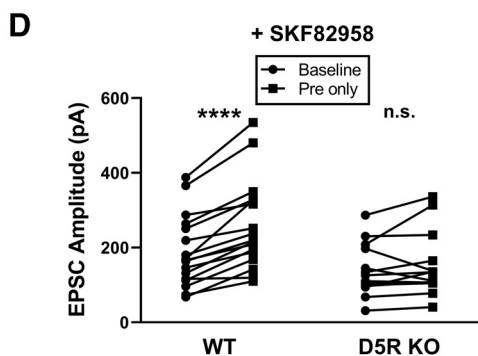 D
+ SKF82958
Baseline
Pre only
**** n.s.
600
400
200
0
EPSC Amplitude (pA)
WT D5R KO